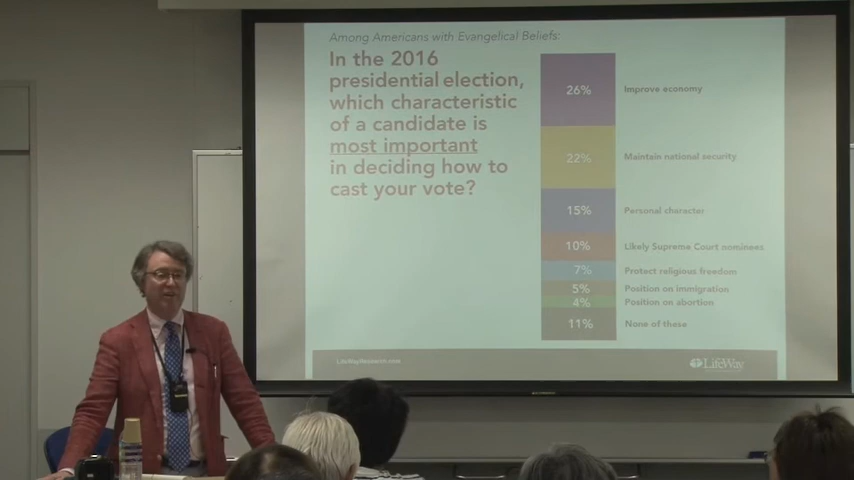 Among Americans with Evangelical Beliefs:
In the 2016
presidential election,
which characteristic
of a candidate is
most important
in deciding how to
cast your vote?
26% Improve economy
22% Maintain national security
15% Personal character
10% Likely Supreme Court nominees
7% Protect religious freedom
5% Position on immigration
4% Position on abortion
11% None of these
LifeWayResearch.com
LifeWay